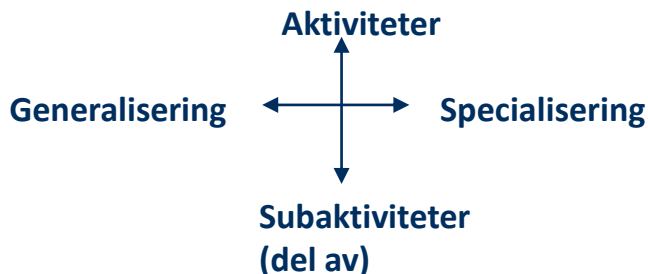 Aktiviteter
Generalisering
Specialisering
Subaktiviteter
(del av)